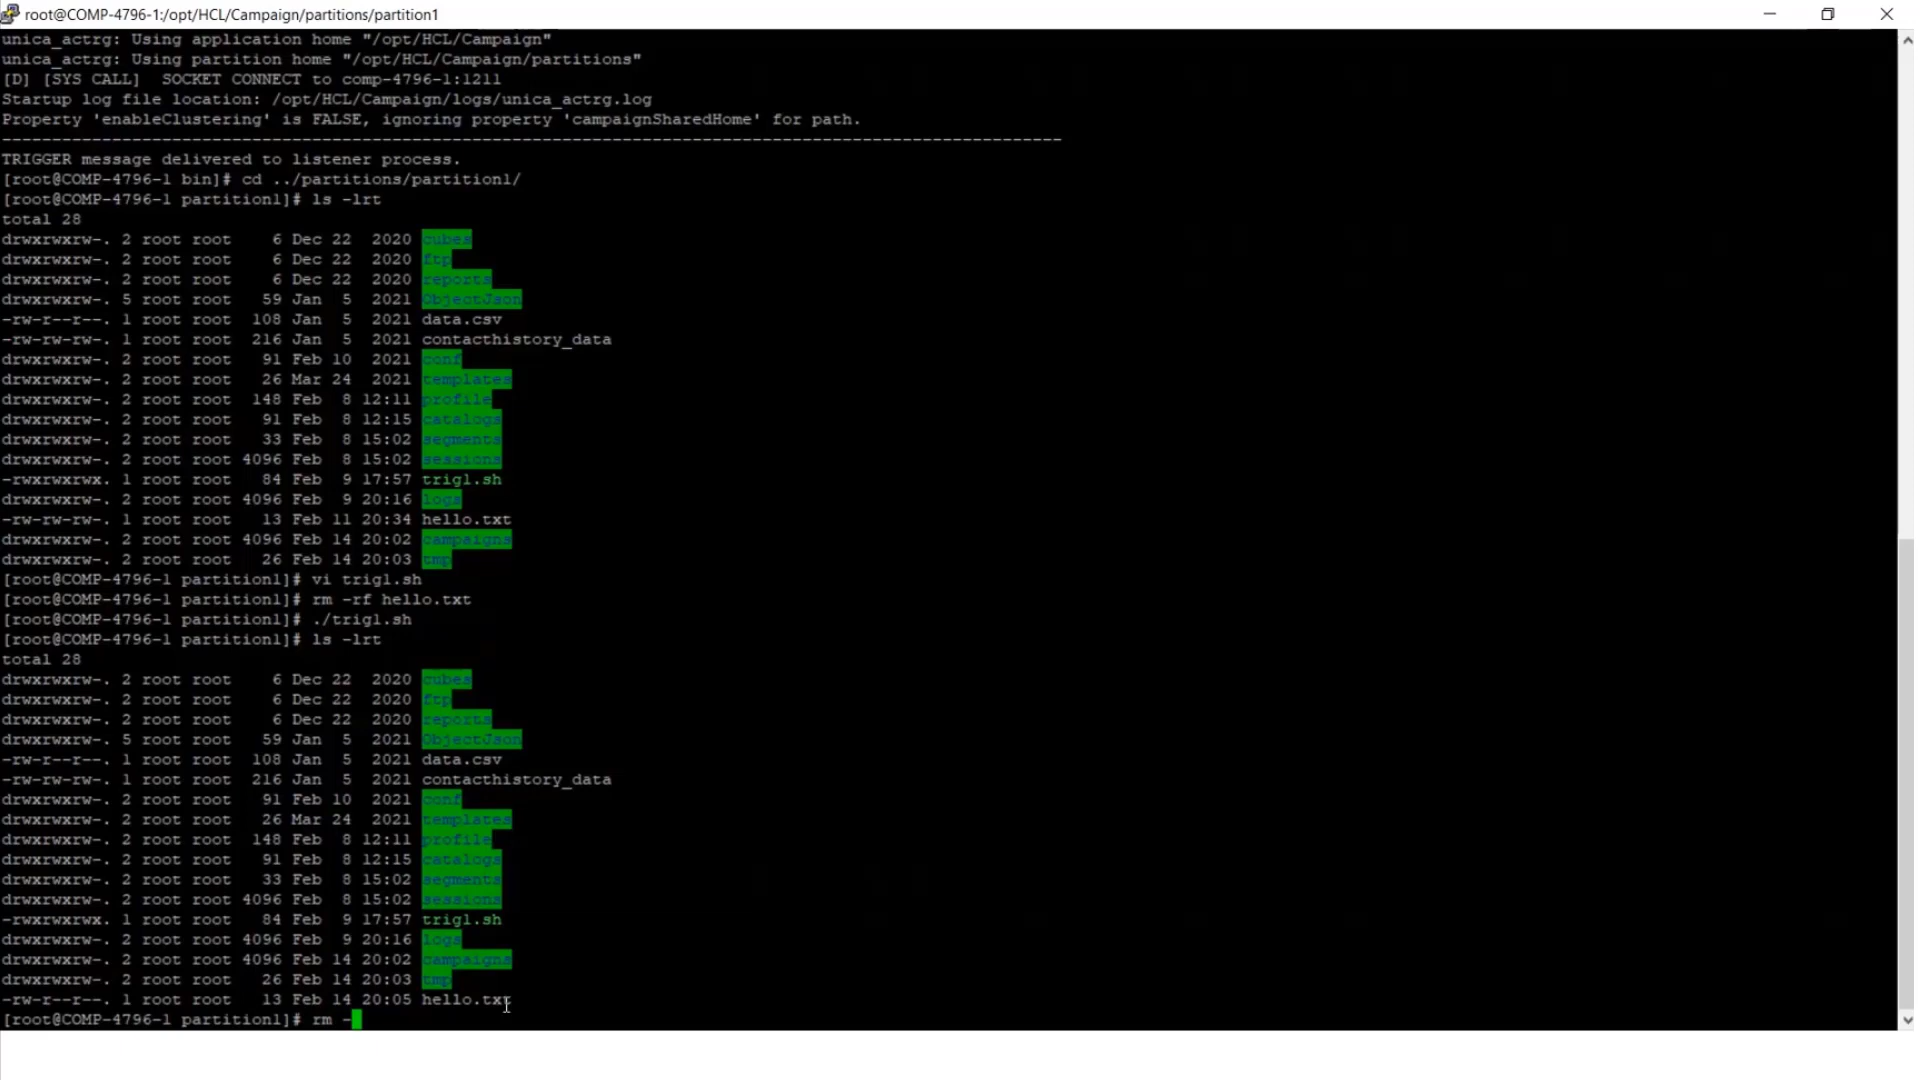 root@COMP-4796-1:/opt/HCL/Campaign/partitions/partition1
unica_actrg: Using application home "/opt/HCL/Campaign"
unica_actrg: Using partition home "/opt/HCL/Campaign/partitions"
[D] [SYS CALL]  SOCKET CONNECT to comp-4796-1:1211
Startup log file location: /opt/HCL/Campaign/logs/unica_actrg.log
Property 'enableClustering' is FALSE, ignoring property 'campaignSharedHome' for path.
----------------------------------------------------------------------------------------------------------
TRIGGER message delivered to listener process.
[root@COMP-4796-1 bin]# cd ../partitions/partition1/
[root@COMP-4796-1 partition1]# ls -lrt
total 28
drwxrwxrw-. 2 root root    6 Dec 22  2020 cubes
drwxrwxrw-. 2 root root    6 Dec 22  2020 ftp
drwxrwxrw-. 2 root root    6 Dec 22  2020 reports
drwxrwxrw-. 5 root root   59 Jan  5  2021 ObjectJson
-rw-r--r--. 1 root root  108 Jan  5  2021 data.csv
-rw-rw-rw-. 1 root root  216 Jan  5  2021 contacthistory_data
drwxrwxrw-. 2 root root   91 Feb 10  2021 conf
drwxrwxrw-. 2 root root   26 Mar 24  2021 templates
drwxrwxrw-. 2 root root  148 Feb  8 12:11 profile
drwxrwxrw-. 2 root root   91 Feb  8 12:15 catalogs
drwxrwxrw-. 2 root root   33 Feb  8 15:02 segments
drwxrwxrw-. 2 root root 4096 Feb  8 15:02 sessions
-rwxrwxrwx. 1 root root   84 Feb  9 17:57 trig1.sh
drwxrwxrw-. 2 root root 4096 Feb  9 20:16 logs
-rw-rw-rw-. 1 root root   13 Feb 11 20:34 hello.txt
drwxrwxrw-. 2 root root 4096 Feb 14 20:02 campaigns
drwxrwxrw-. 2 root root   26 Feb 14 20:03 tmp
[root@COMP-4796-1 partition1]# vi trig1.sh
[root@COMP-4796-1 partition1]# rm -rf hello.txt
[root@COMP-4796-1 partition1]# ./trig1.sh
[root@COMP-4796-1 partition1]# ls -lrt
total 28
drwxrwxrw-. 2 root root    6 Dec 22  2020 cubes
drwxrwxrw-. 2 root root    6 Dec 22  2020 ftp
drwxrwxrw-. 2 root root    6 Dec 22  2020 reports
drwxrwxrw-. 5 root root   59 Jan  5  2021 ObjectJson
-rw-r--r--. 1 root root  108 Jan  5  2021 data.csv
-rw-rw-rw-. 1 root root  216 Jan  5  2021 contacthistory_data
drwxrwxrw-. 2 root root   91 Feb 10  2021 conf
drwxrwxrw-. 2 root root   26 Mar 24  2021 templates
drwxrwxrw-. 2 root root  148 Feb  8 12:11 profile
drwxrwxrw-. 2 root root   91 Feb  8 12:15 catalogs
drwxrwxrw-. 2 root root   33 Feb  8 15:02 segments
drwxrwxrw-. 2 root root 4096 Feb  8 15:02 sessions
-rwxrwxrwx. 1 root root   84 Feb  9 17:57 trig1.sh
drwxrwxrw-. 2 root root 4096 Feb  9 20:16 logs
drwxrwxrw-. 2 root root 4096 Feb 14 20:02 campaigns
drwxrwxrw-. 2 root root   26 Feb 14 20:03 tmp
-rw-r--r--. 1 root root   13 Feb 14 20:05 hello.txt
[root@COMP-4796-1 partition1]# rm -